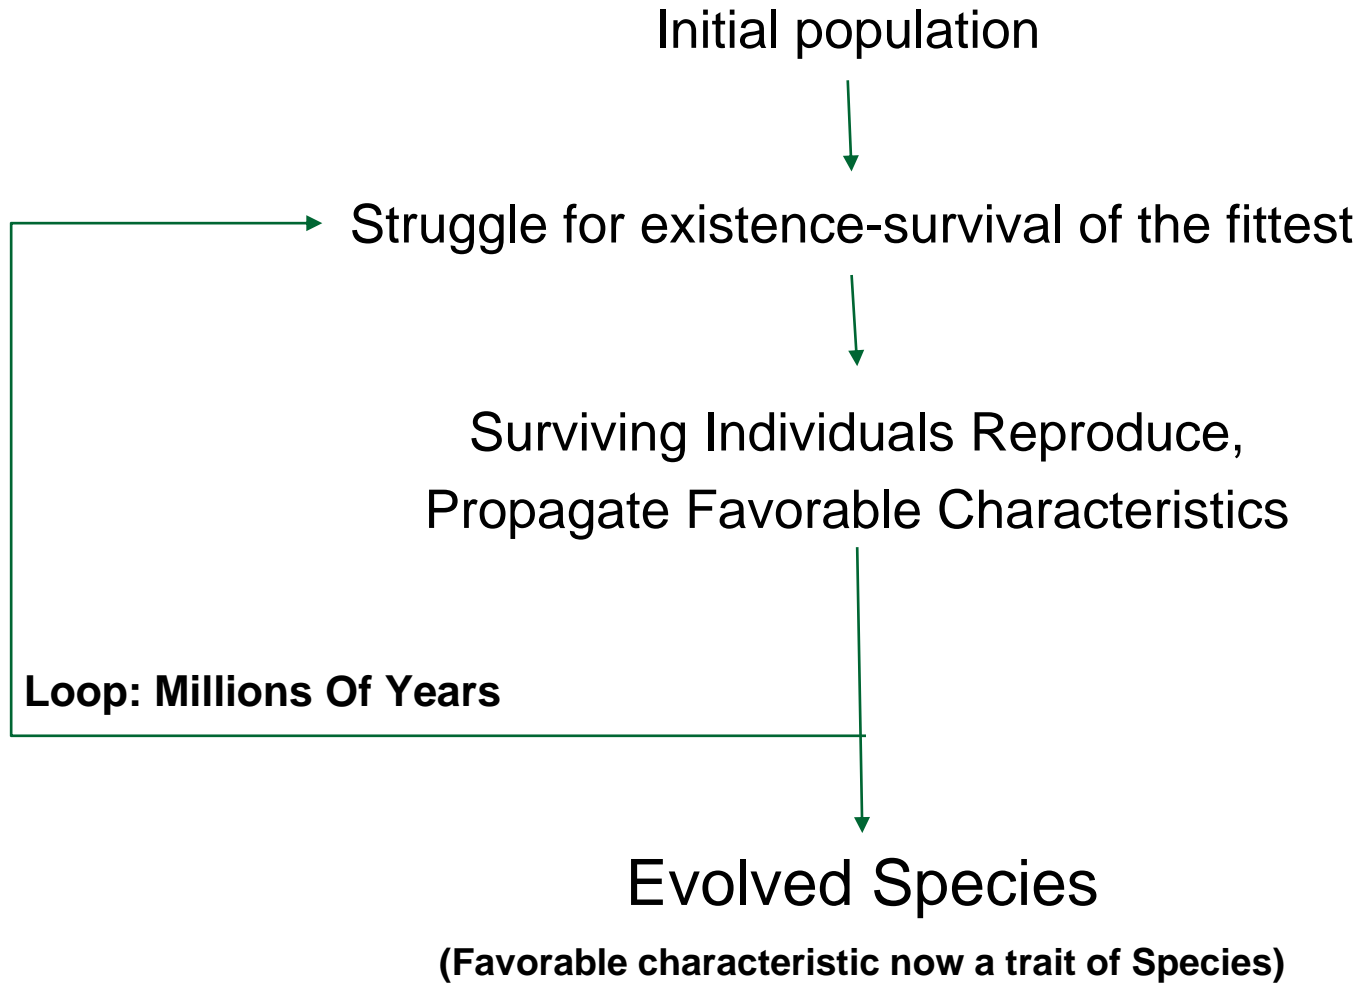 Initial population
Struggle for existence-survival of the fittest
Surviving Individuals Reproduce,
Propagate Favorable Characteristics
Loop: Millions Of Years
Evolved Species
(Favorable characteristic now a trait of Species)